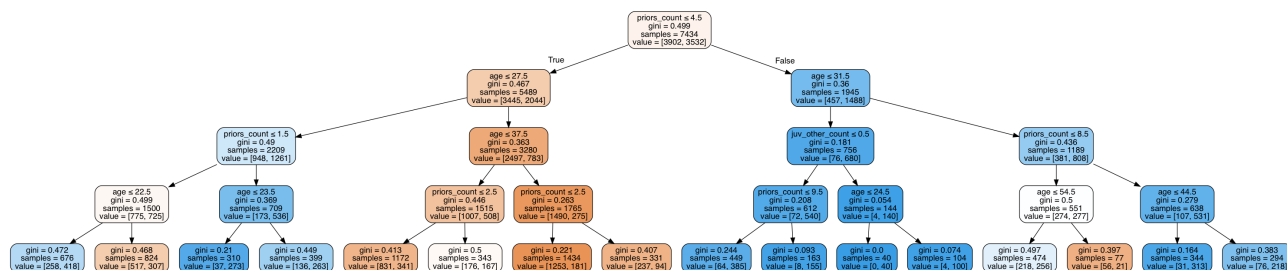 priors_count ≤ 4.5
gini = 0.499
samples = 7434
value = [3902, 3532]
True
False
age ≤ 27.5
gini = 0.467
samples = 5489
value = [3445, 2044]
age ≤ 31.5
gini = 0.36
samples = 1945
value = [457, 1488]
priors_count ≤ 1.5
gini = 0.49
samples = 2209
value = [948, 1261]
age ≤ 37.5
gini = 0.363
samples = 3280
value = [2497, 783]
juv_other_count ≤ 0.5
gini = 0.181
samples = 756
value = [76, 680]
priors_count ≤ 8.5
gini = 0.436
samples = 1189
value = [381, 808]
age ≤ 22.5
gini = 0.499
samples = 1500
value = [775, 725]
age ≤ 23.5
gini = 0.369
samples = 709
value = [173, 536]
priors_count ≤ 2.5
gini = 0.446
samples = 1515
value = [1007, 508]
priors_count ≤ 2.5
gini = 0.263
samples = 1765
value = [1490, 275]
priors_count ≤ 9.5
gini = 0.208
samples = 612
value = [72, 540]
age ≤ 24.5
gini = 0.054
samples = 144
value = [4, 140]
age ≤ 54.5
gini = 0.5
samples = 551
value = [274, 277]
age ≤ 44.5
gini = 0.279
samples = 638
value = [107, 531]
gini = 0.472
samples = 676
value = [258, 418]
gini = 0.468
samples = 824
value = [517, 307]
gini = 0.21
samples = 310
value = [37, 273]
gini = 0.449
samples = 399
value = [136, 263]
gini = 0.413
samples = 1172
value = [831, 341]
gini = 0.5
samples = 343
value = [176, 167]
gini = 0.221
samples = 1434
value = [1253, 181]
gini = 0.407
samples = 331
value = [237, 94]
gini = 0.244
samples = 449
value = [64, 385]
gini = 0.093
samples = 163
value = [8, 155]
gini = 0.0
samples = 40
value = [0, 40]
gini = 0.074
samples = 104
value = [4, 100]
gini = 0.497
samples = 474
value = [218, 256]
gini = 0.397
samples = 77
value = [56, 21]
gini = 0.164
samples = 344
value = [31, 313]
gini = 0.383
samples = 294
value = [76, 218]